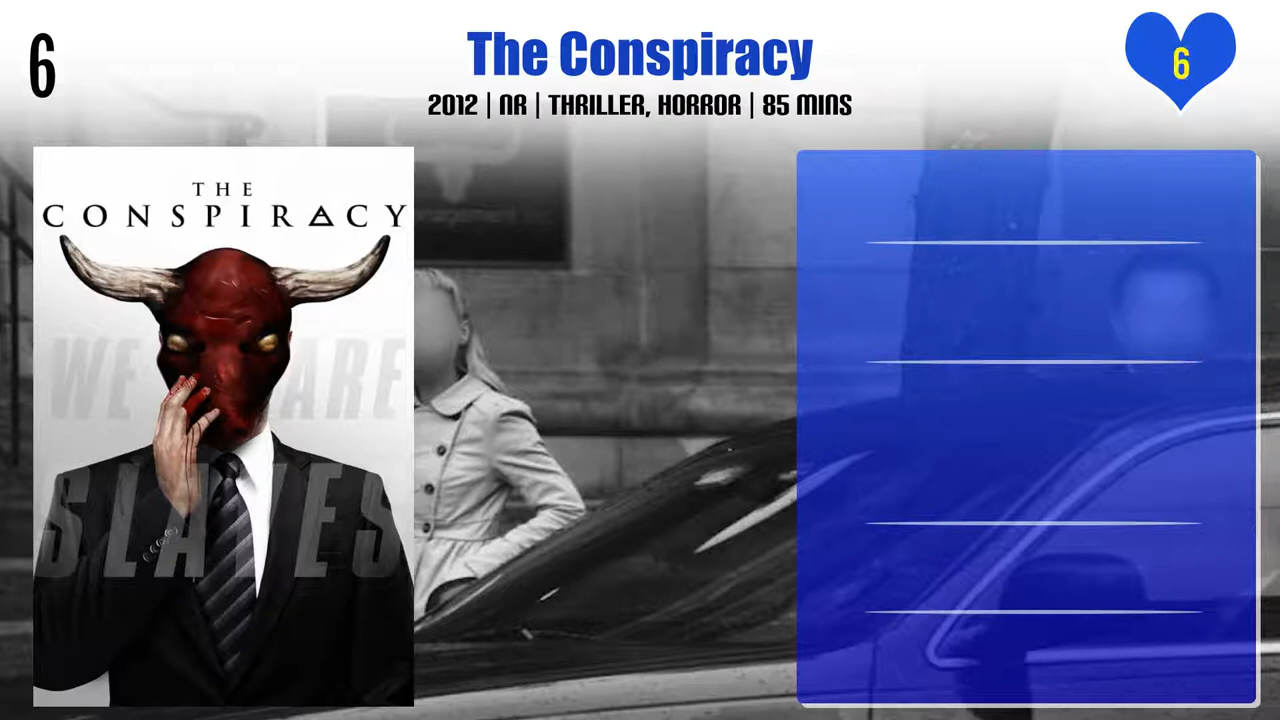 6
The Conspiracy
6
2012 | NR | THRILLER, HORROR | 85 MINS
THE
CONSPIRACY
WE ARE
SLAVES